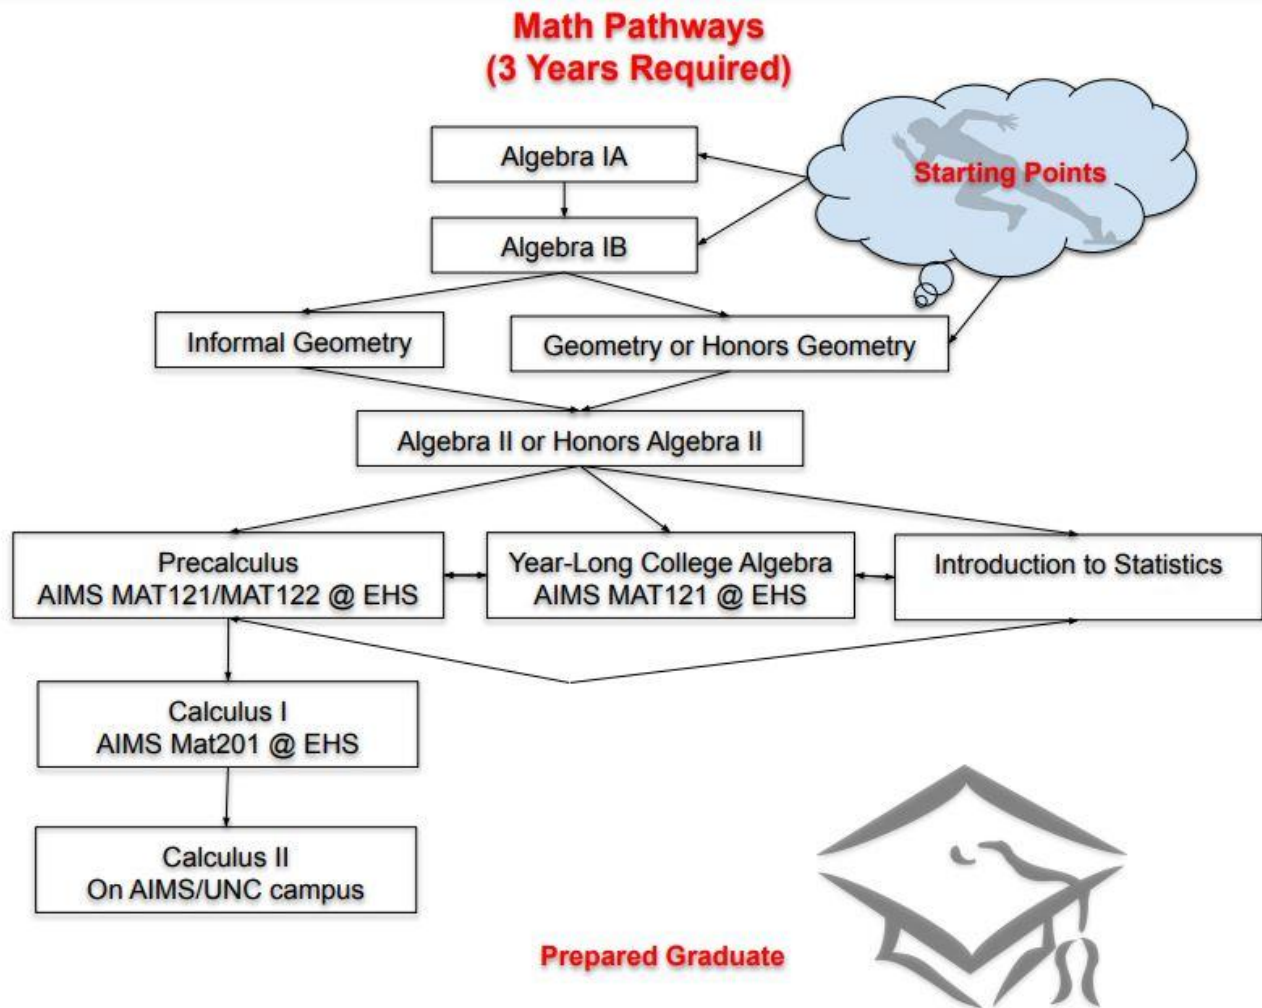 Math Pathways
(3 Years Required)
Algebra IA
Starting Points
Algebra IB
Informal Geometry
Geometry or Honors Geometry
Algebra II or Honors Algebra II
Precalculus
AIMS MAT121/MAT122 @ EHS
Year-Long College Algebra
AIMS MAT121 @ EHS
Introduction to Statistics
Calculus I
AIMS Mat201 @ EHS
Calculus II
On AIMS/UNC campus
Prepared Graduate